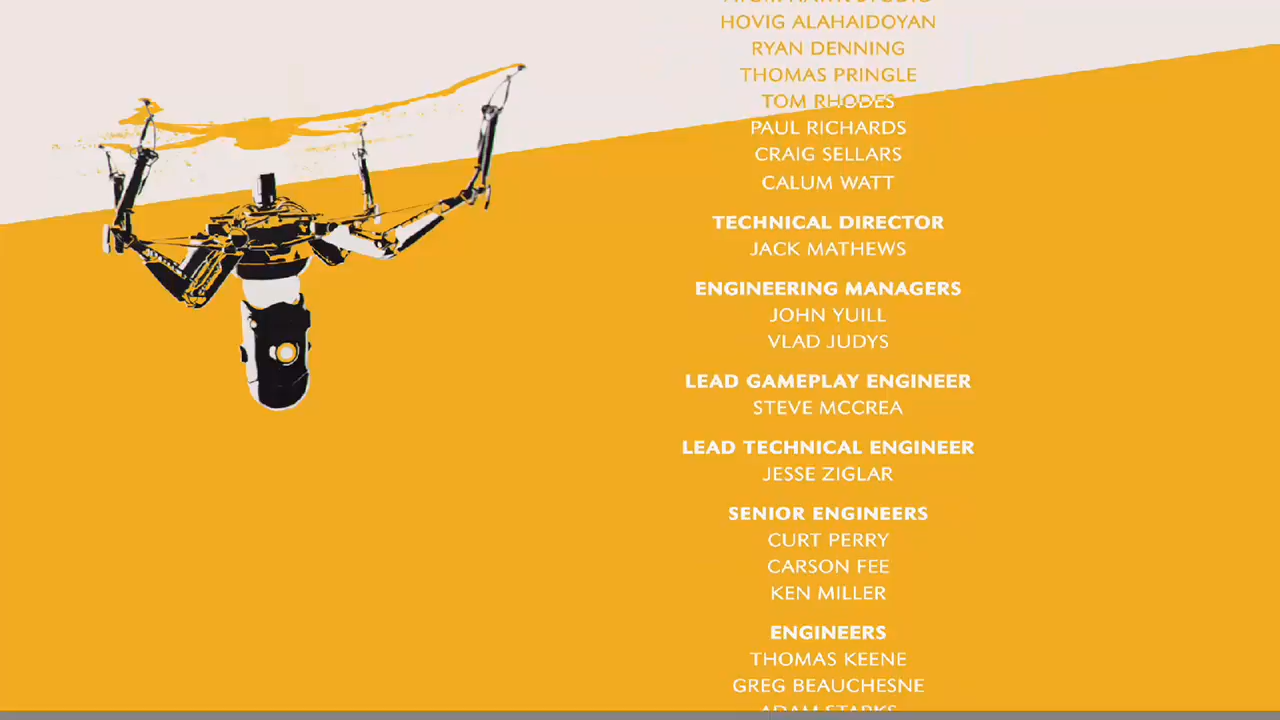 HOVIG ALAHAIDOYAN
RYAN DENNING
THOMAS PRINGLE
TOM RHODES
PAUL RICHARDS
CRAIG SELLARS
CALUM WATT
TECHNICAL DIRECTOR
JACK MATHEWS
ENGINEERING MANAGERS
JOHN YUILL
VLAD JUDYS
LEAD GAMEPLAY ENGINEER
STEVE MCCREA
LEAD TECHNICAL ENGINEER
JESSE ZIGLAR
SENIOR ENGINEERS
CURT PERRY
CARSON FEE
KEN MILLER
ENGINEERS
THOMAS KEENE
GREG BEAUCHESNE
ADAM STARKS